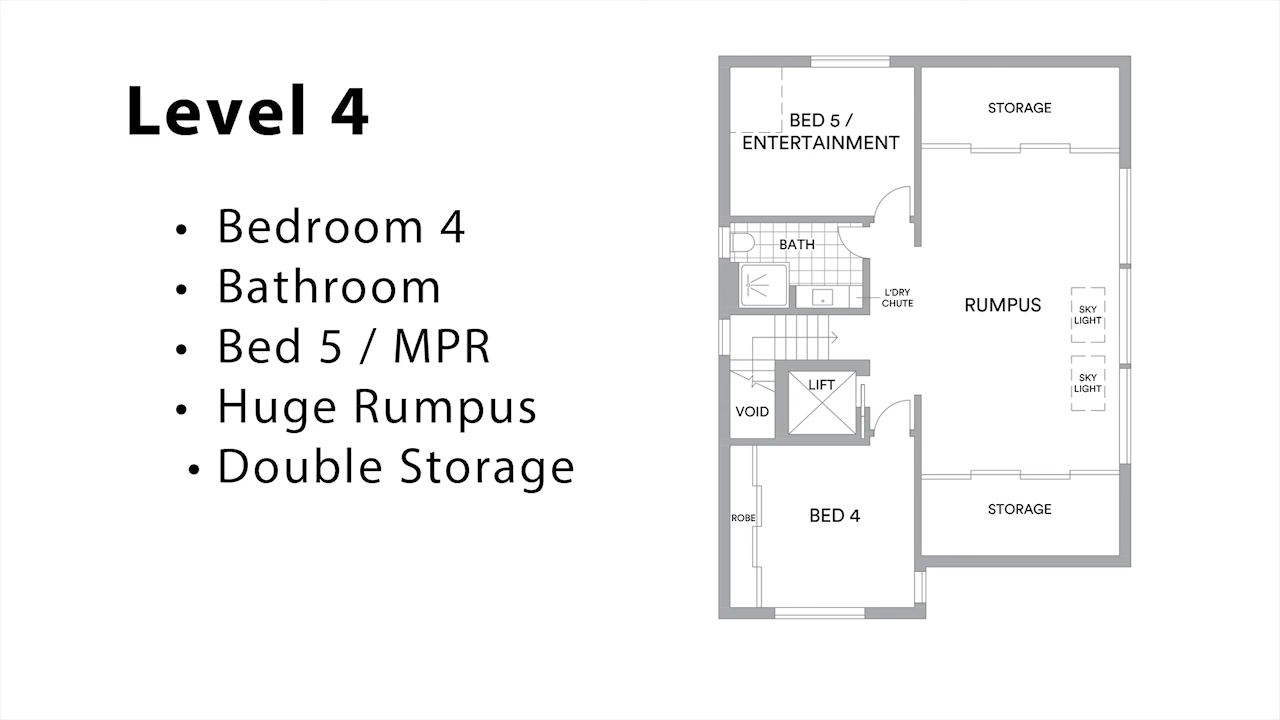 Level 4
• Bedroom 4
• Bathroom
• Bed 5 / MPR
• Huge Rumpus
• Double Storage
BED 5 /
ENTERTAINMENT
STORAGE
BATH
L'DRY
CHUTE
RUMPUS
SKY
LIGHT
SKY
LIGHT
LIFT
VOID
ROBE
BED 4
STORAGE